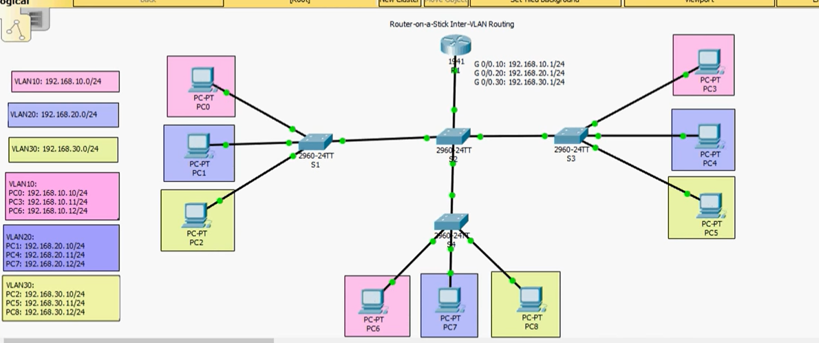 ogical
Back
[Root]
New Cluster
Move Object
Set Tiled Background
Viewport
Router-on-a-Stick Inter-VLAN Routing
1941
R1
G 0/0.10: 192.168.10.1/24
G 0/0.20: 192.168.20.1/24
G 0/0.30: 192.168.30.1/24
VLAN10: 192.168.10.0/24
VLAN20: 192.168.20.0/24
VLAN30: 192.168.30.0/24
VLAN10:
PC0: 192.168.10.10/24
PC3: 192.168.10.11/24
PC6: 192.168.10.12/24
VLAN20:
PC1: 192.168.20.10/24
PC4: 192.168.20.11/24
PC7: 192.168.20.12/24
VLAN30:
PC2: 192.168.30.10/24
PC5: 192.168.30.11/24
PC8: 192.168.30.12/24
PC-PT
PC0
PC-PT
PC1
PC-PT
PC2
2960-24TT
S1
2960-24TT
S2
2960-24TT
S3
2960-24TT
S4
PC-PT
PC3
PC-PT
PC4
PC-PT
PC5
PC-PT
PC6
PC-PT
PC7
PC-PT
PC8